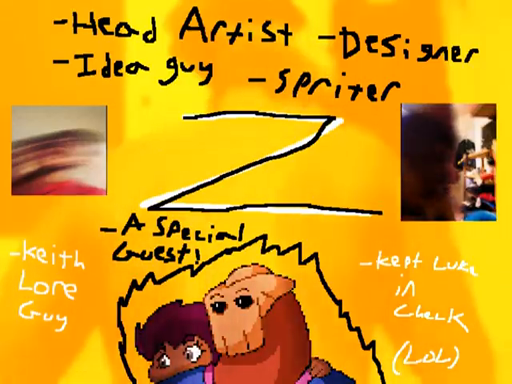 -Head Artist -Designer
-Idea guy -Spriter
Z
-A Special
Guest!
-Keith
Lore
Guy
-Kept Luke
in
Check
(LOL)